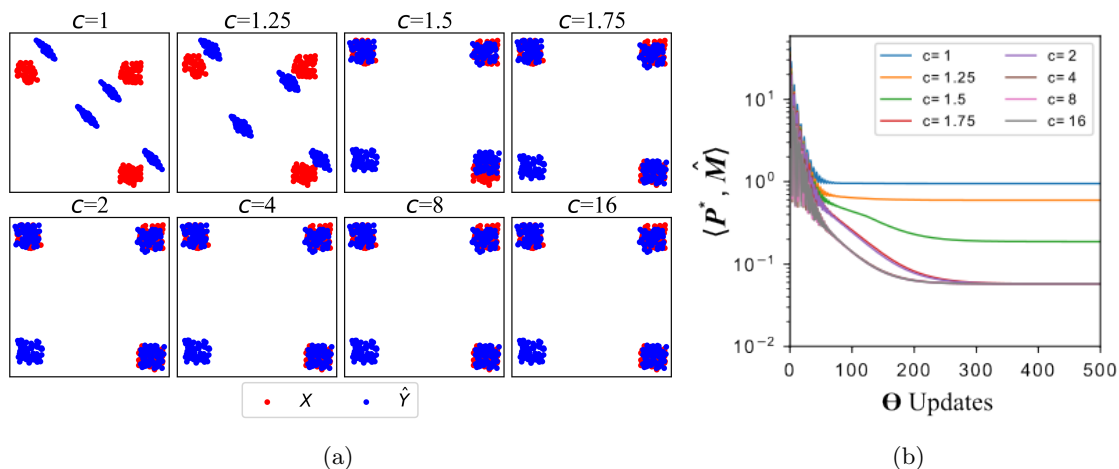 c=1
c=1.25
c=1.5
c=1.75
c=2
c=4
c=8
c=16
X
Ŷ
(a)
c= 1
c= 1.25
c= 1.5
c= 1.75
c= 2
c= 4
c= 8
c= 16
10¹
10⁰
10⁻¹
10⁻²
⟨P*, M̂⟩
0 100 200 300 400 500
Θ Updates
(b)